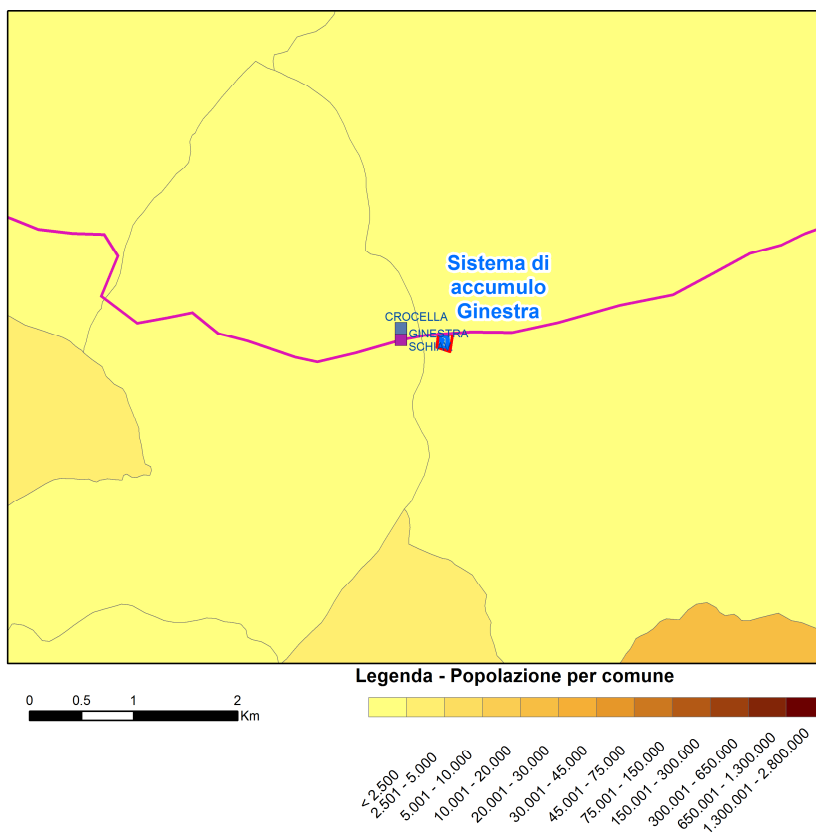 Sistema di
accumulo
Ginestra
CROCELLA
GINESTRA
Legenda - Popolazione per comune
0 0.5 1 2
Km
< 2.500
2.501 - 5.000
5.001 - 10.000
10.001 - 20.000
20.001 - 30.000
30.001 - 45.000
45.001 - 75.000
75.001 - 150.000
150.001 - 300.000
300.001 - 650.000
650.001 - 1.300.000
1.300.001 - 2.800.000